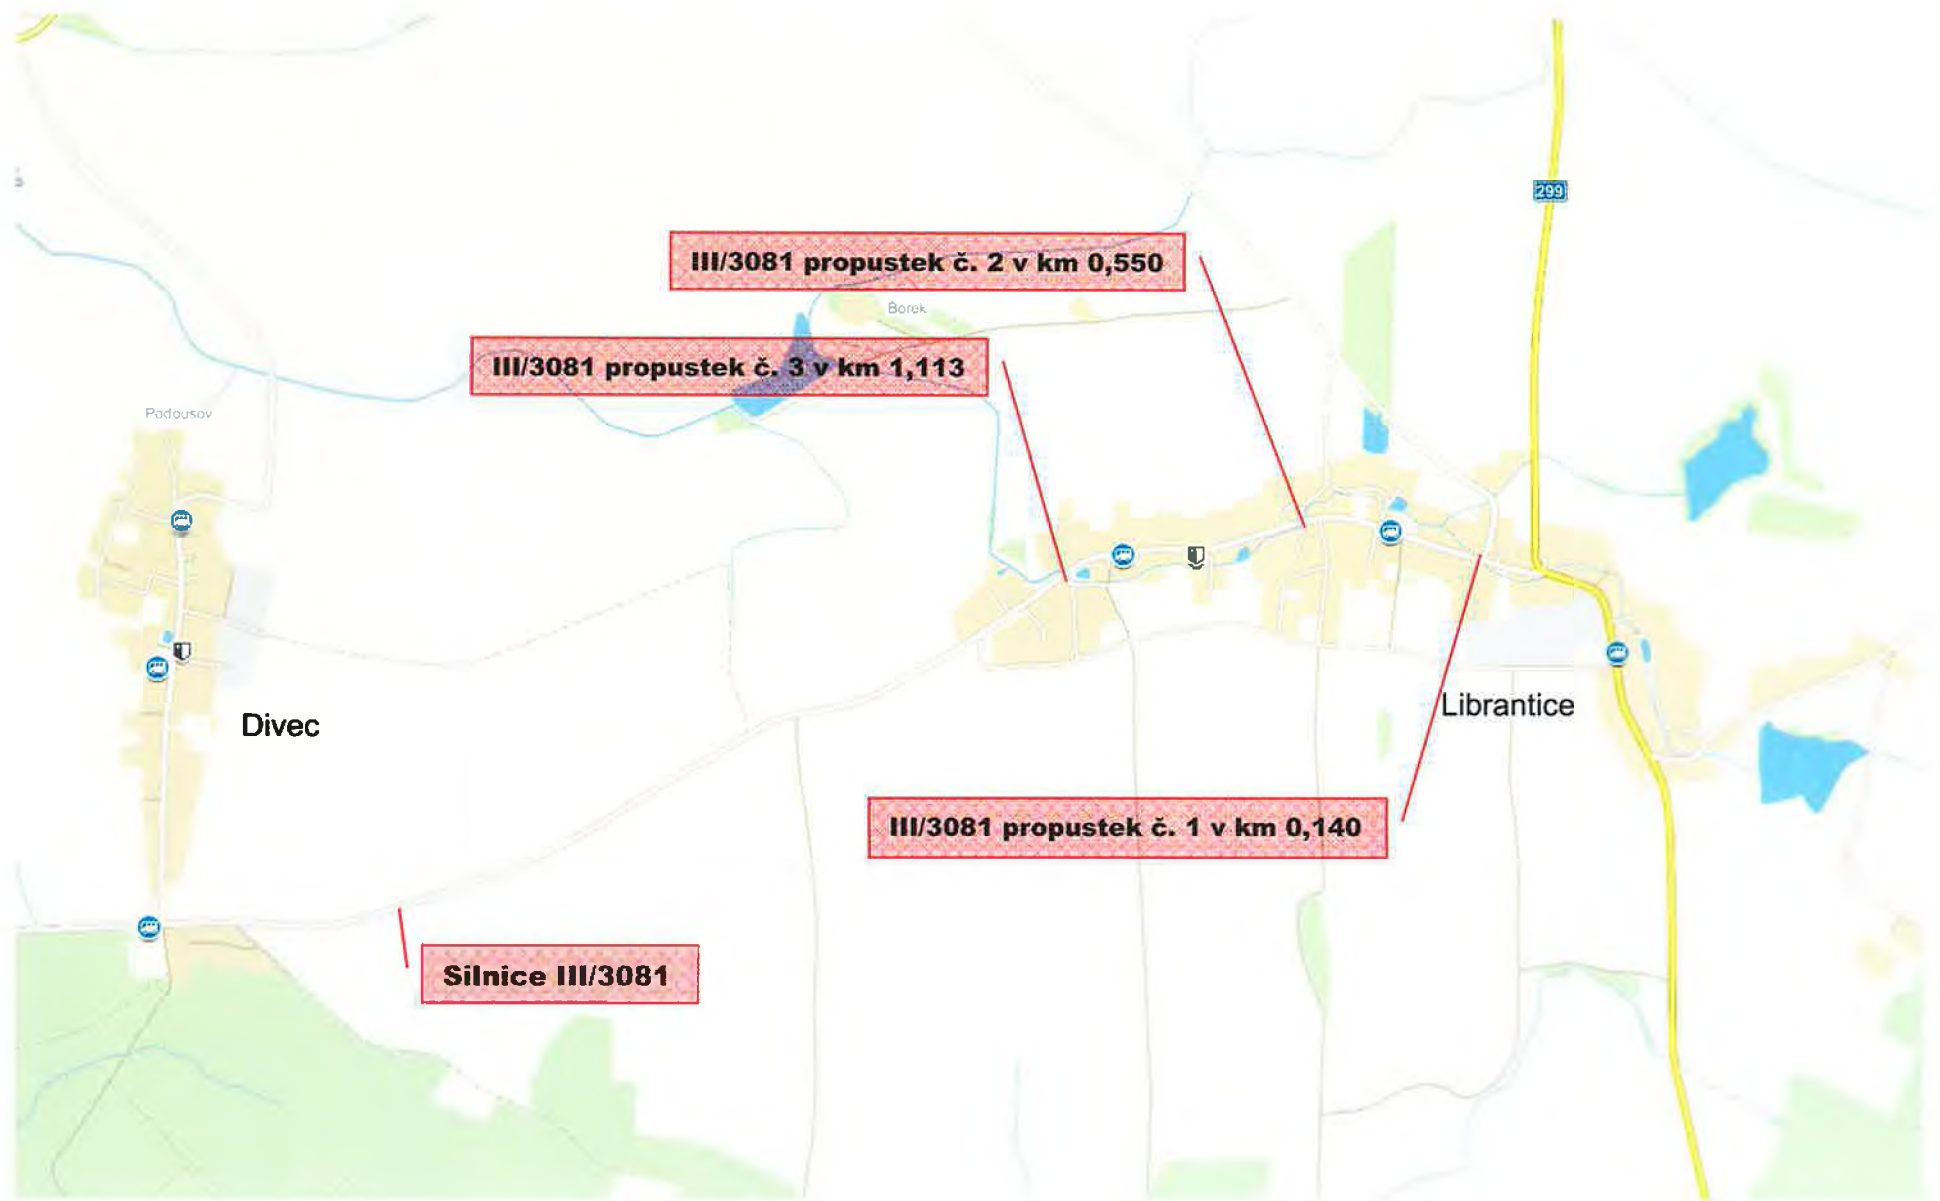 299
III/3081 propustek č. 2 v km 0,550
Borek
III/3081 propustek č. 3 v km 1,113
Podousov
Librantice
Divec
III/3081 propustek č. 1 v km 0,140
Silnice III/3081